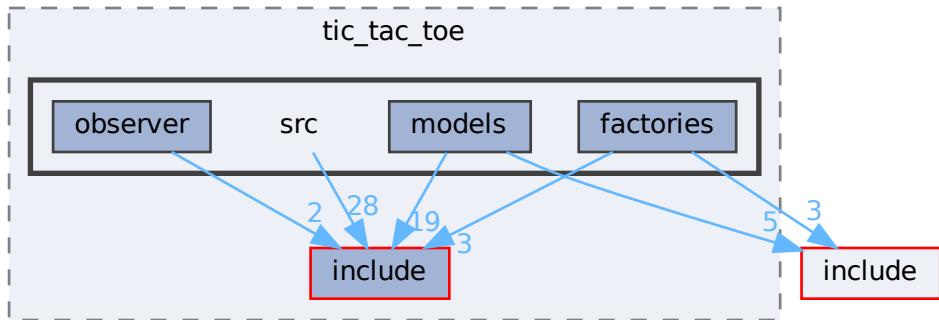 tic_tac_toe
observer
src
models
factories
2
28
19
3
5
3
include
include